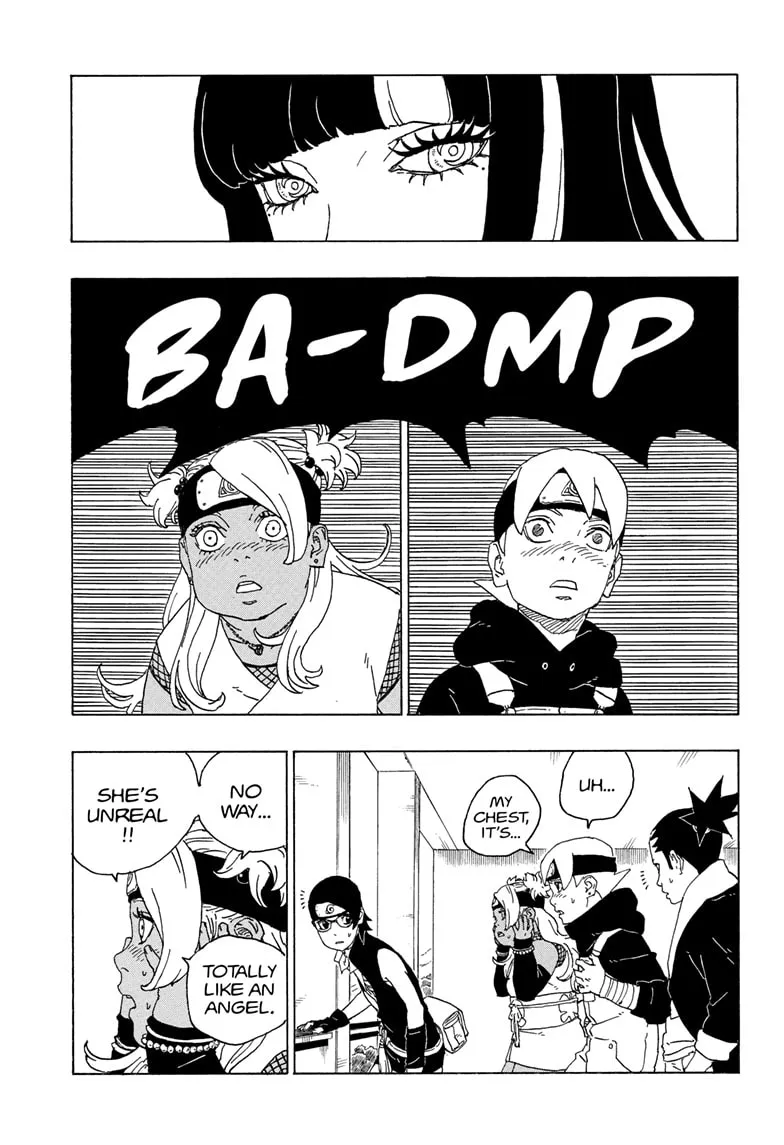 BA-DMP
NO
WAY...
SHE'S
UNREAL
!!
TOTALLY
LIKE AN
ANGEL.
UH...
MY
CHEST,
IT'S...